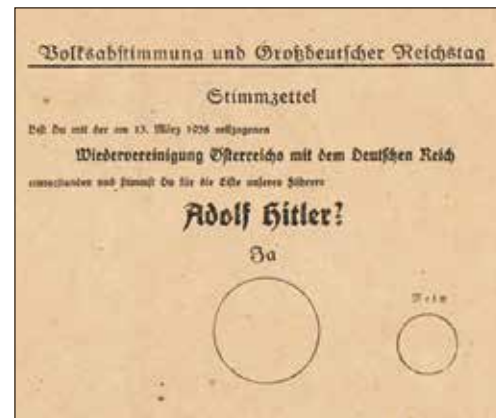 Volksabstimmung und Großdeutscher Reichstag
Stimmzettel
Bist Du mit der am 13. März 1938 vollzogenen
Wiedervereinigung Österreichs mit dem Deutschen Reich
einverstanden und stimmst Du für die Liste unseres Führers
Adolf Hitler?
Ja
Nein